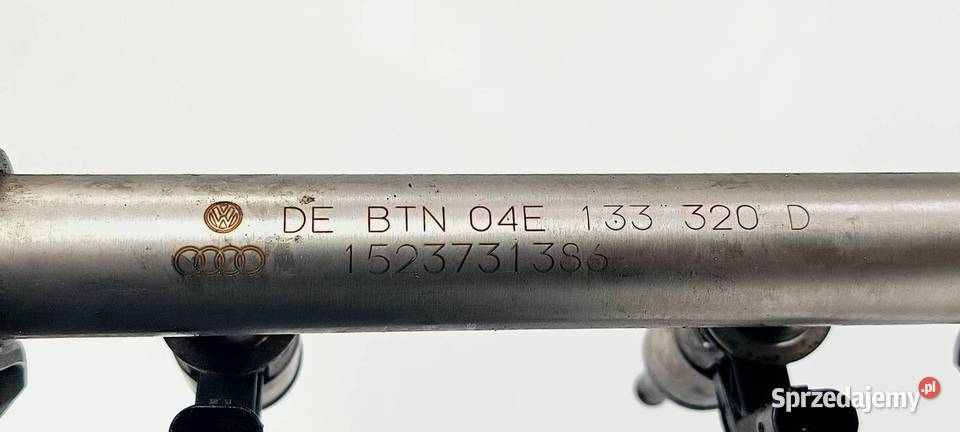 DE BTN 04E 133 320 D
1523731386
Sprzedajemy.pl